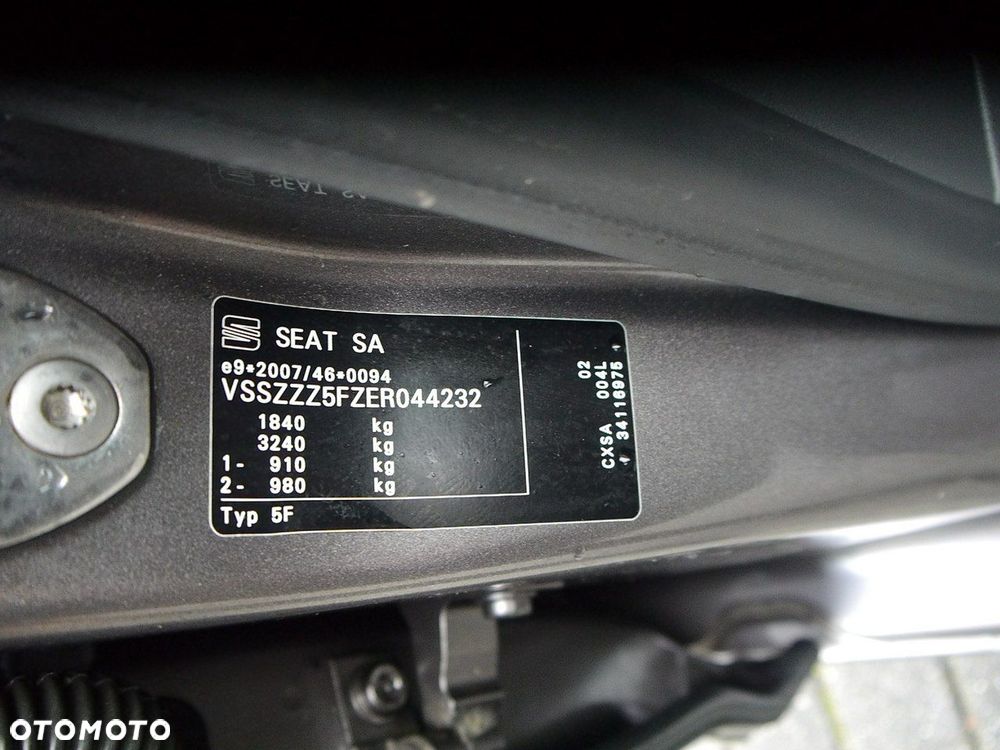 SEAT SA
e9*2007/46*0094
VSSZZZ5FZER044232
1840 kg
3240 kg
1- 910 kg
2- 980 kg
Typ 5F
02
CXSA 004L
34116975
OTOMOTO